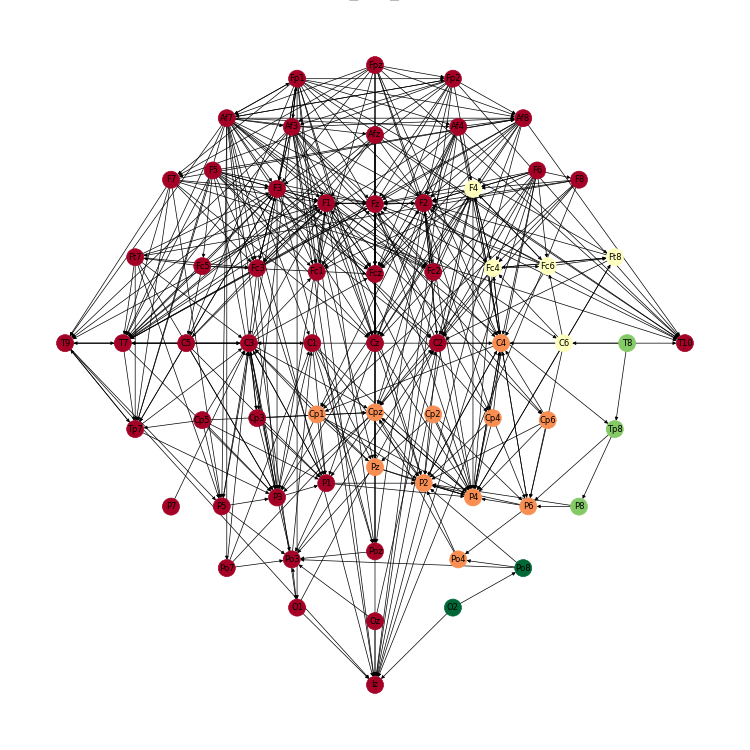 Fpz
Fp1 Fp2
Af7 Af3 Afz Af4 Af8
F7 F5 F3 F1 Fz F2 F4 F6 F8
Fc5 Fc3 Fc1 Fcz Fc2 Fc4 Fc6 Ft8
T9 T7 C5 C3 C1 Cz C2 C4 C6 T8 T10
Tp7 Cp5 Cp3 Cp1 Cpz Cp2 Cp4 Cp6 Tp8
Pz
P7 P5 P3 P1 P2 P4 P6 P8
Po7 Po3 Poz Po4 Po8
O1 Oz O2
Iz